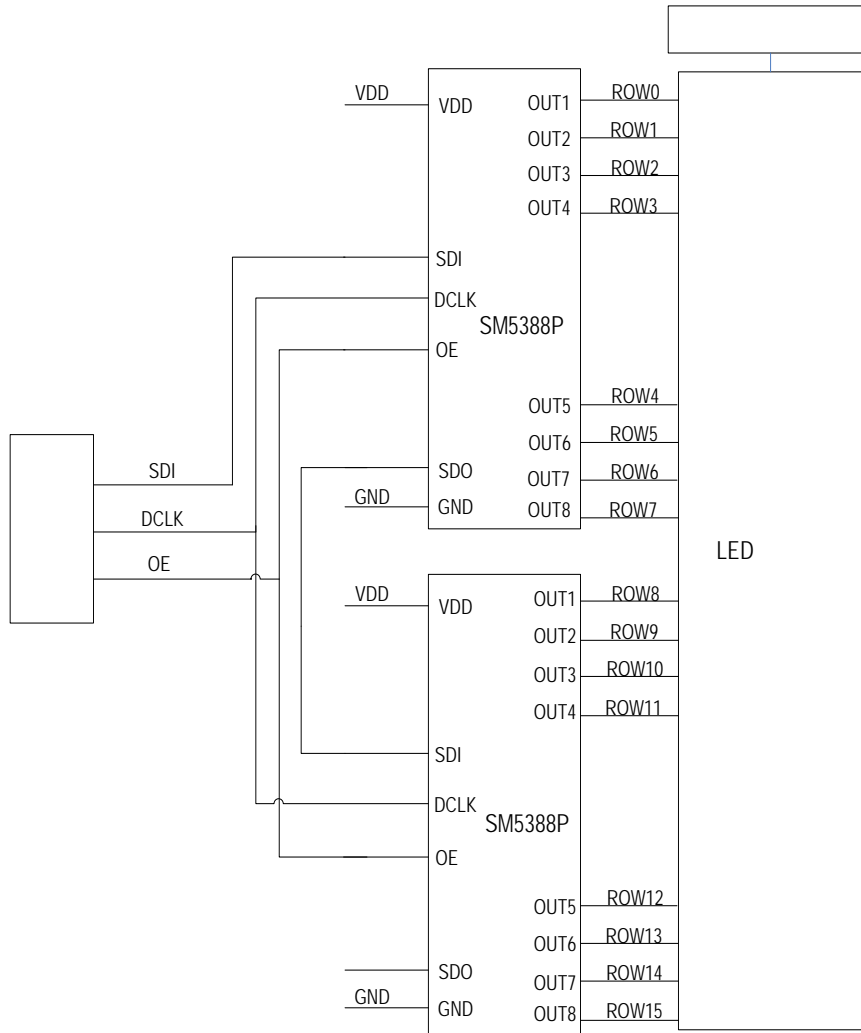 VDD
VDD
OUT1
ROW0
OUT2
ROW1
OUT3
ROW2
OUT4
ROW3
SDI
DCLK
SM5388P
OE
OUT5
ROW4
OUT6
ROW5
SDO
OUT7
ROW6
GND
GND
OUT8
ROW7
SDI
DCLK
OE
LED
VDD
VDD
OUT1
ROW8
OUT2
ROW9
OUT3
ROW10
OUT4
ROW11
SDI
DCLK
SM5388P
OE
OUT5
ROW12
OUT6
ROW13
SDO
OUT7
ROW14
GND
GND
OUT8
ROW15